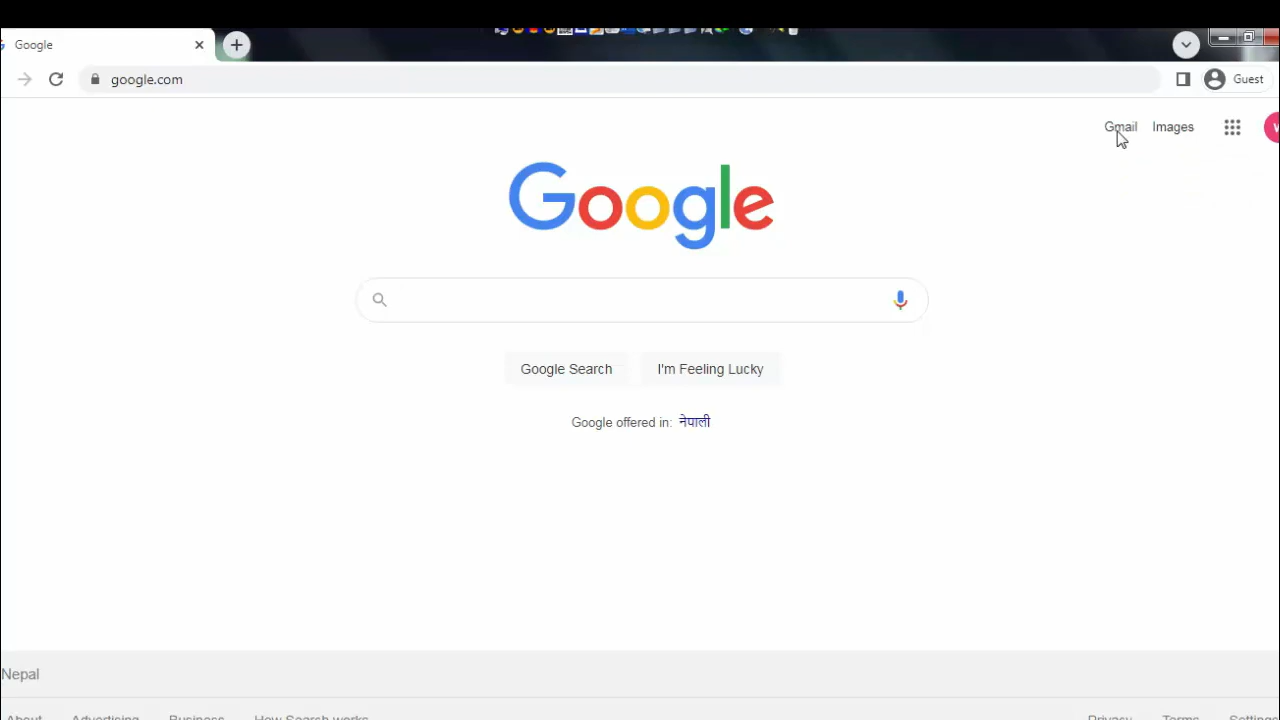 Google
google.com
Guest
Gmail Images
Google
Google Search I'm Feeling Lucky
Google offered in: नेपाली
Nepal
About Advertising Business How Search works Privacy Terms Settings